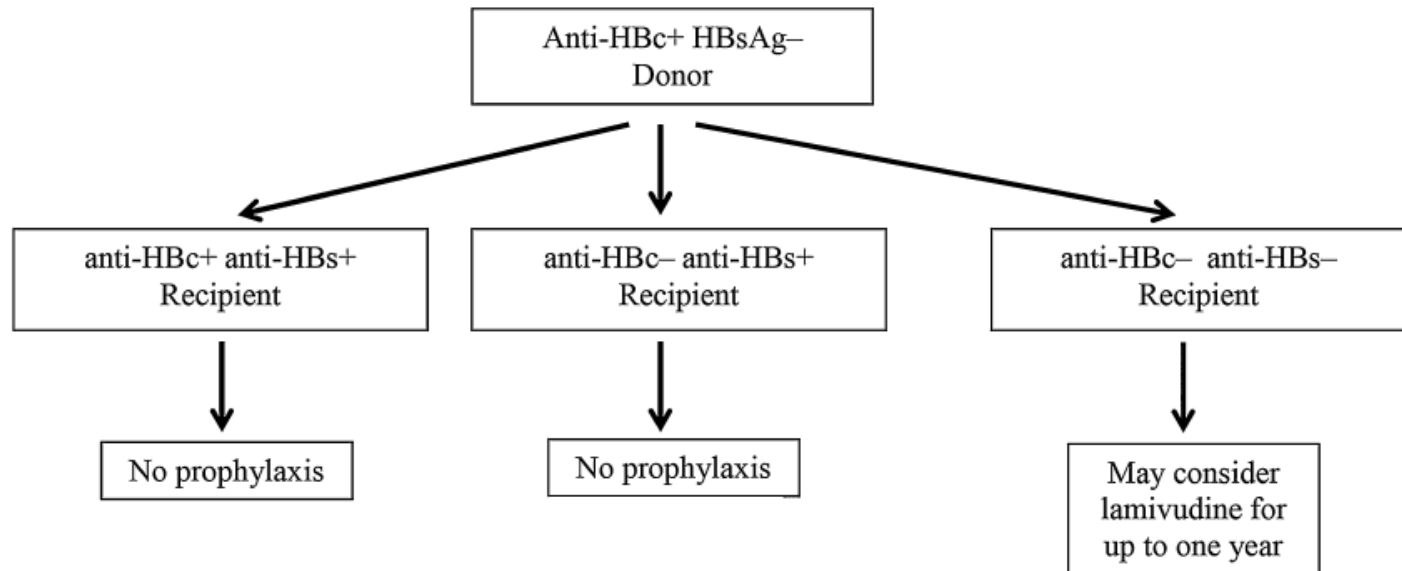 Anti-HBc+ HBsAg–
Donor
anti-HBc+ anti-HBs+
Recipient
anti-HBc– anti-HBs+
Recipient
anti-HBc–  anti-HBs–
Recipient
No prophylaxis
No prophylaxis
May consider
lamivudine for
up to one year